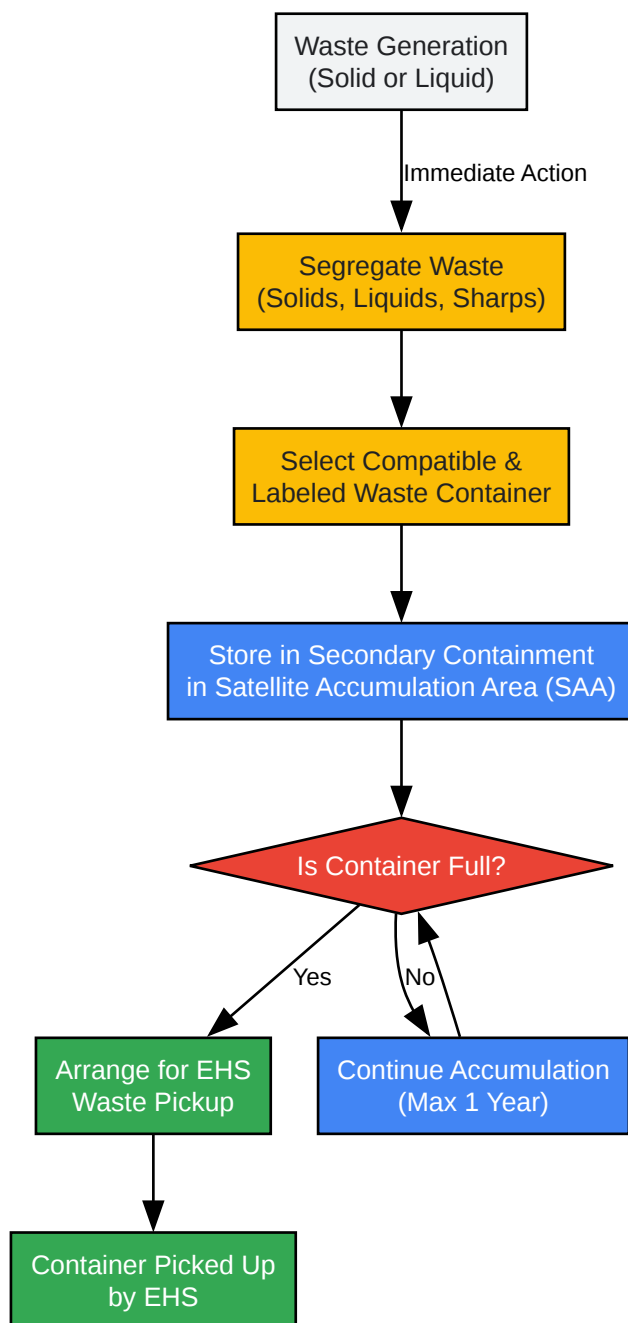 Waste Generation
(Solid or Liquid)
Immediate Action
Segregate Waste
(Solids, Liquids, Sharps)
Select Compatible &
Labeled Waste Container
Store in Secondary Containment
in Satellite Accumulation Area (SAA)
Is Container Full?
Yes
No
Arrange for EHS
Waste Pickup
Continue Accumulation
(Max 1 Year)
Container Picked Up
by EHS